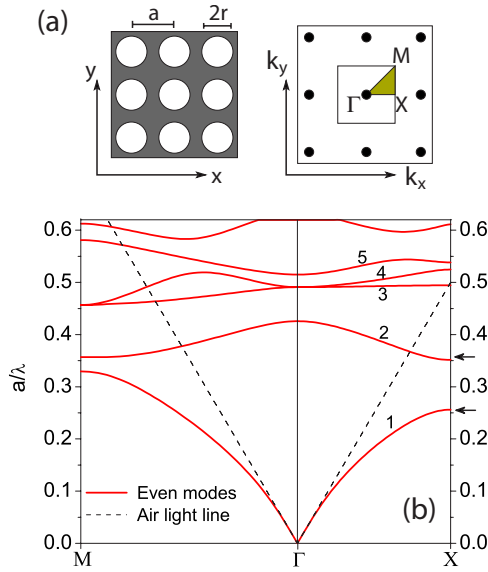 (a)
a
2r
y
x
k_y
M
Γ
X
k_x
0.6
0.5
0.4
0.3
0.2
0.1
0.0
a/λ
5
4
3
2
1
0.6
0.5
0.4
0.3
0.2
0.1
0.0
Even modes
Air light line
(b)
M
Γ
X